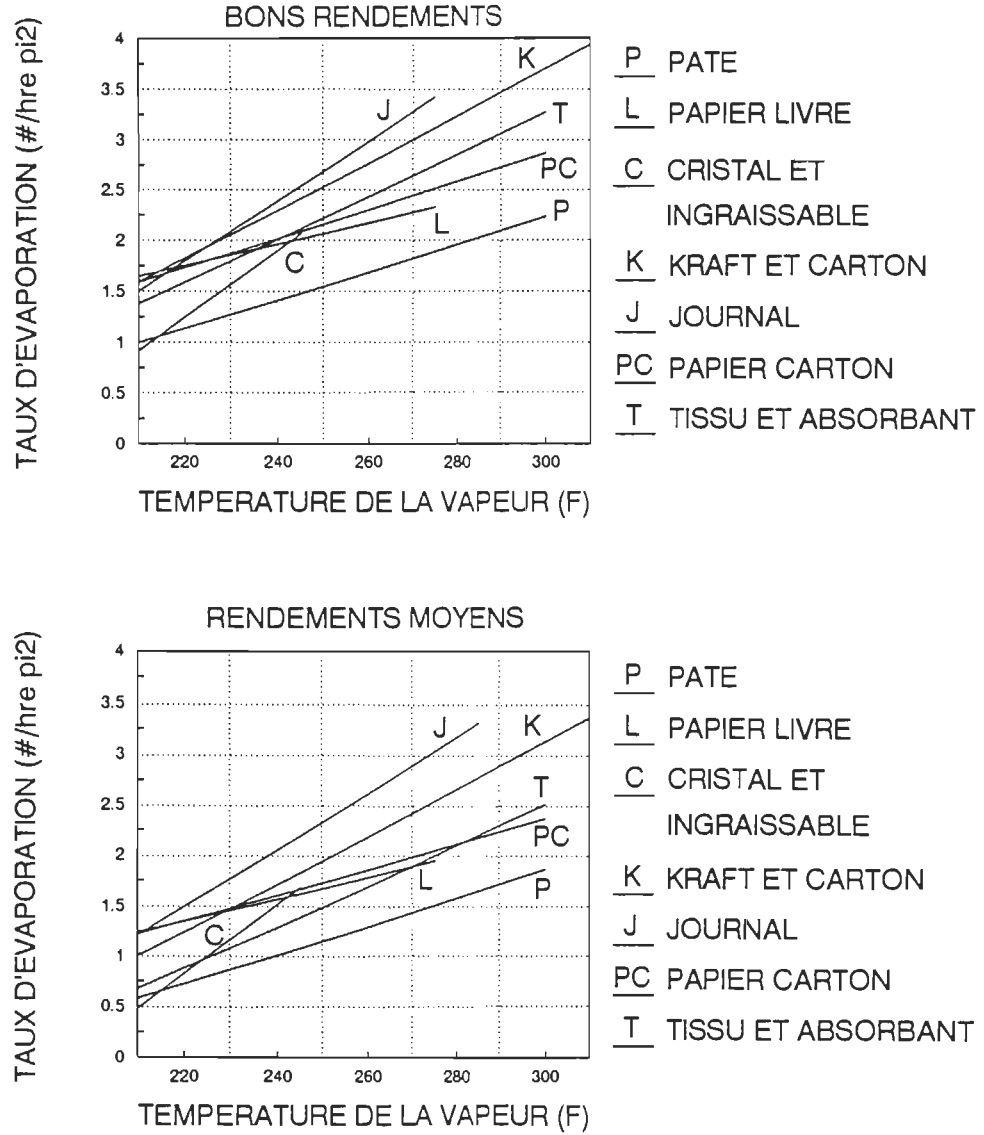 BONS RENDEMENTS
TAUX D'EVAPORATION (#/hre pi2)
4
3.5
3
2.5
2
1.5
1
0.5
0
K
J
T
PC
L
P
C
220 240 260 280 300
TEMPERATURE DE LA VAPEUR (F)
P PATE
L PAPIER LIVRE
C CRISTAL ET
INGRAISSABLE
K KRAFT ET CARTON
J JOURNAL
PC PAPIER CARTON
T TISSU ET ABSORBANT
RENDEMENTS MOYENS
TAUX D'EVAPORATION (#/hre pi2)
4
3.5
3
2.5
2
1.5
1
0.5
0
J
K
T
PC
L
P
C
220 240 260 280 300
TEMPERATURE DE LA VAPEUR (F)
P PATE
L PAPIER LIVRE
C CRISTAL ET
INGRAISSABLE
K KRAFT ET CARTON
J JOURNAL
PC PAPIER CARTON
T TISSU ET ABSORBANT